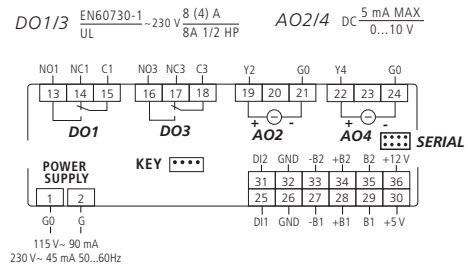 DO1/3 EN60730-1 UL ~230 V 8 (4) A 8A 1/2 HP AO2/4 DC 5 mA MAX 0...10 V
NO1 NC1 C1 NO3 NC3 C3 Y2 G0 Y4 G0
13 14 15 16 17 18 19 20 21 22 23 24
+ - + -
DO1 DO3 AO2 AO4 SERIAL
KEY
POWER
SUPPLY
DI2 GND -B2 +B2 B2 +12 V
31 32 33 34 35 36
1 2 25 26 27 28 29 30
G0 G DI1 GND -B1 +B1 B1 +5 V
115 V~ 90 mA
230 V~ 45 mA 50...60Hz